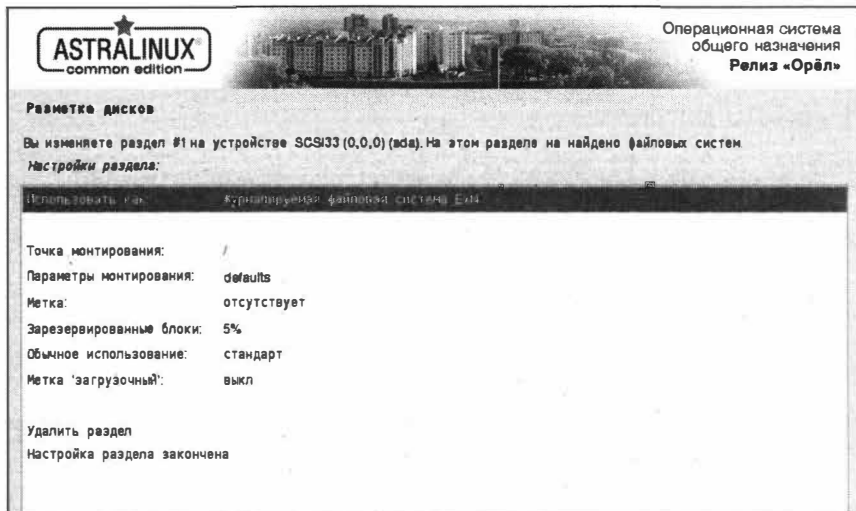 ASTRALINUX
common edition
Операционная система
общего назначения
Релиз «Орёл»
Разметка дисков
Вы изменяете раздел #1 на устройстве SCSI33 (0,0,0) (sda). На этом разделе на найдено файловых систем
Настройки раздела:
Использовать как: Журналируемая файловая система Ext4
Точка монтирования: /
Параметры монтирования: defaults
Метка: отсутствует
Зарезервированные блоки: 5%
Обычное использование: стандарт
Метка 'загрузочный': выкл
Удалить раздел
Настройка раздела закончена